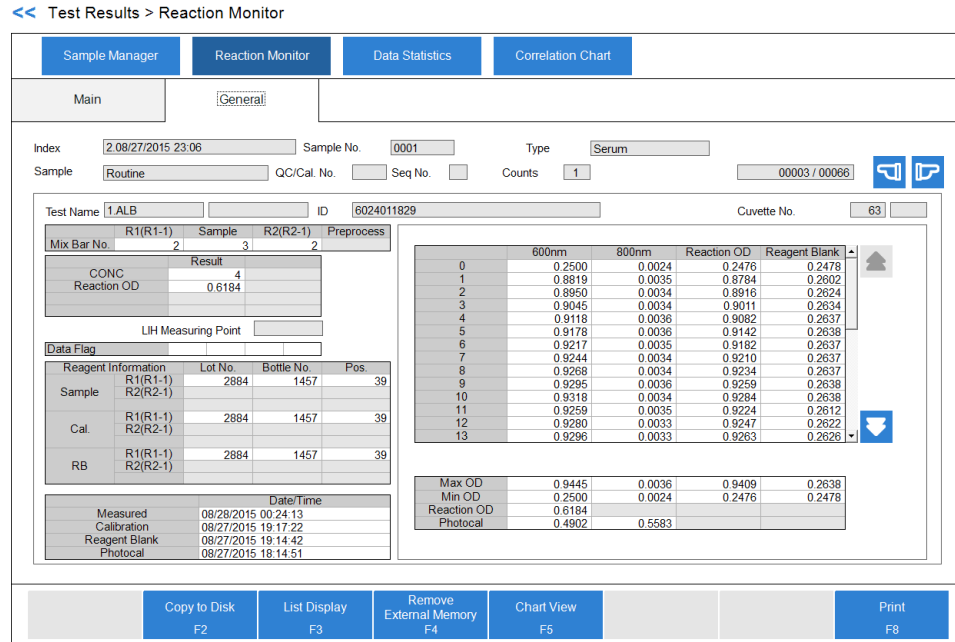 << Test Results > Reaction Monitor
Sample Manager Reaction Monitor Data Statistics Correlation Chart
Main General
Index 2.08/27/2015 23:06 Sample No. 0001 Type Serum
Sample Routine QC/Cal. No. Seq No. Counts 1 00003 / 00066
Test Name 1.ALB ID 6024011829 Cuvette No. 63
R1(R1-1) Sample R2(R2-1) Preprocess
Mix Bar No. 2 3 2
Result
CONC 4
Reaction OD 0.6184
LIH Measuring Point
Data Flag
Reagent Information Lot No. Bottle No. Pos.
Sample R1(R1-1) 2884 1457 39
R2(R2-1)
Cal. R1(R1-1) 2884 1457 39
R2(R2-1)
RB R1(R1-1) 2884 1457 39
R2(R2-1)
Date/Time
Measured 08/28/2015 00:24:13
Calibration 08/27/2015 19:17:22
Reagent Blank 08/27/2015 19:14:42
Photocal 08/27/2015 18:14:51
600nm 800nm Reaction OD Reagent Blank
0 0.2500 0.0024 0.2476 0.2478
1 0.8819 0.0035 0.8784 0.2602
2 0.8950 0.0034 0.8916 0.2624
3 0.9045 0.0034 0.9011 0.2634
4 0.9118 0.0036 0.9082 0.2637
5 0.9178 0.0036 0.9142 0.2638
6 0.9217 0.0035 0.9182 0.2637
7 0.9244 0.0034 0.9210 0.2637
8 0.9268 0.0034 0.9234 0.2637
9 0.9295 0.0036 0.9259 0.2638
10 0.9318 0.0034 0.9284 0.2638
11 0.9259 0.0035 0.9224 0.2612
12 0.9280 0.0033 0.9247 0.2622
13 0.9296 0.0033 0.9263 0.2626
Max OD 0.9445 0.0036 0.9409 0.2638
Min OD 0.2500 0.0024 0.2476 0.2478
Reaction OD 0.6184
Photocal 0.4902 0.5583
Copy to Disk F2
List Display F3
Remove External Memory F4
Chart View F5
Print F8